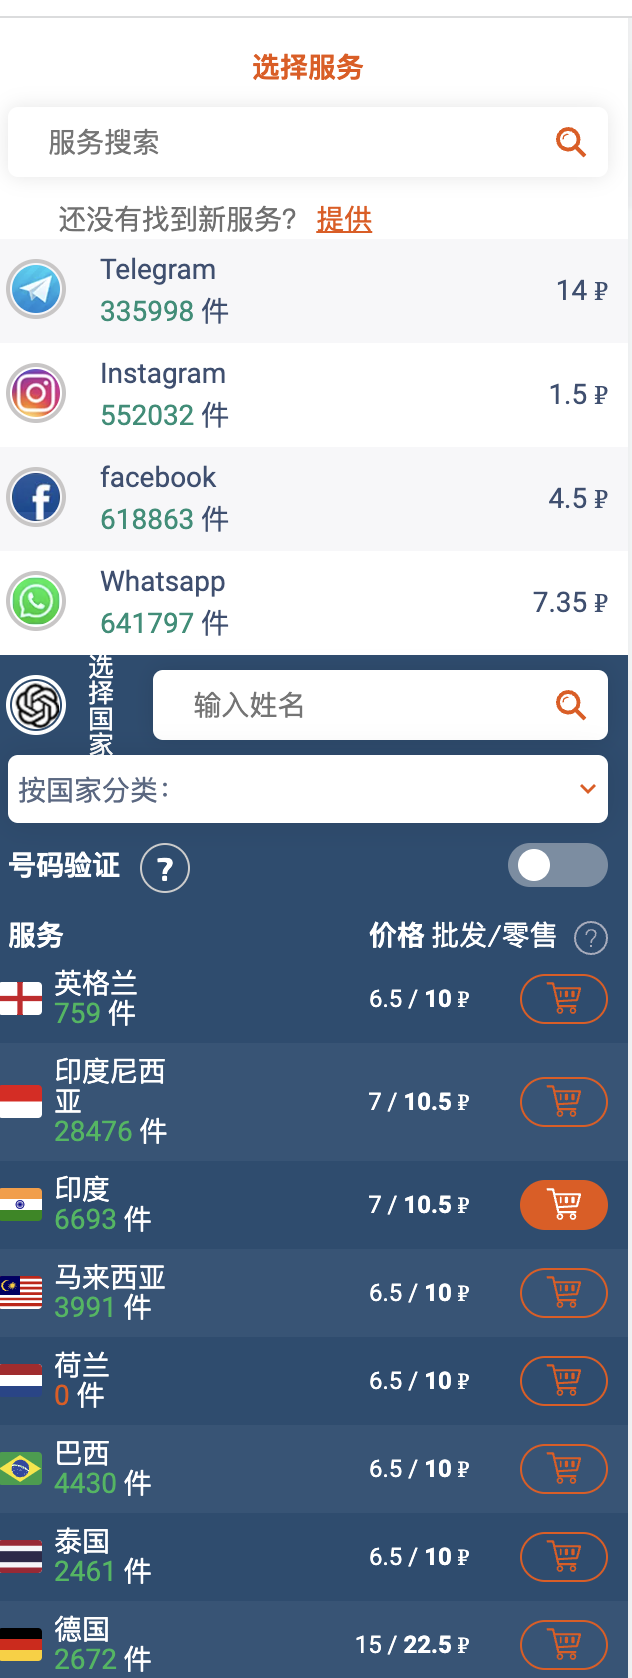 选择服务
服务搜索
还没有找到新服务? 提供
Telegram
335998 件
14 ₽
Instagram
552032 件
1.5 ₽
facebook
618863 件
4.5 ₽
Whatsapp
641797 件
7.35 ₽
选择国家
输入姓名
按国家分类:
号码验证 ?
服务 价格 批发/零售 ?
英格兰
759 件
6.5 / 10 ₽
印度尼西
亚
28476 件
7 / 10.5 ₽
印度
6693 件
7 / 10.5 ₽
马来西亚
3991 件
6.5 / 10 ₽
荷兰
0 件
6.5 / 10 ₽
巴西
4430 件
6.5 / 10 ₽
泰国
2461 件
6.5 / 10 ₽
德国
2672 件
15 / 22.5 ₽